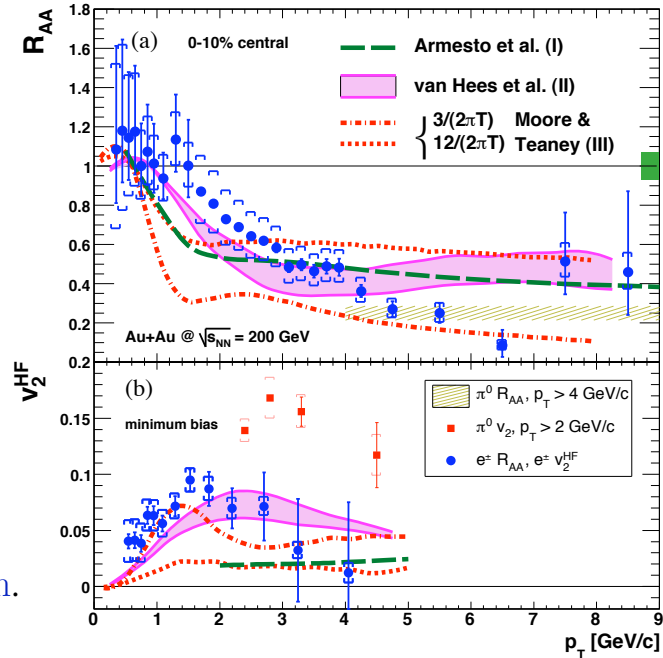 R_AA
1.8
1.6
1.4
1.2
1
0.8
0.6
0.4
0.2
(a)
0-10% central
Armesto et al. (I)
van Hees et al. (II)
3/(2πT) Moore &
12/(2πT) Teaney (III)
Au+Au @ √s_NN = 200 GeV
v_2^HF
0.2
0.15
0.1
0.05
0
(b)
minimum bias
π⁰ R_AA, p_T > 4 GeV/c
π⁰ v_2, p_T > 2 GeV/c
e± R_AA, e± v_2^HF
n.
0 1 2 3 4 5 6 7 8 9
p_T [GeV/c]